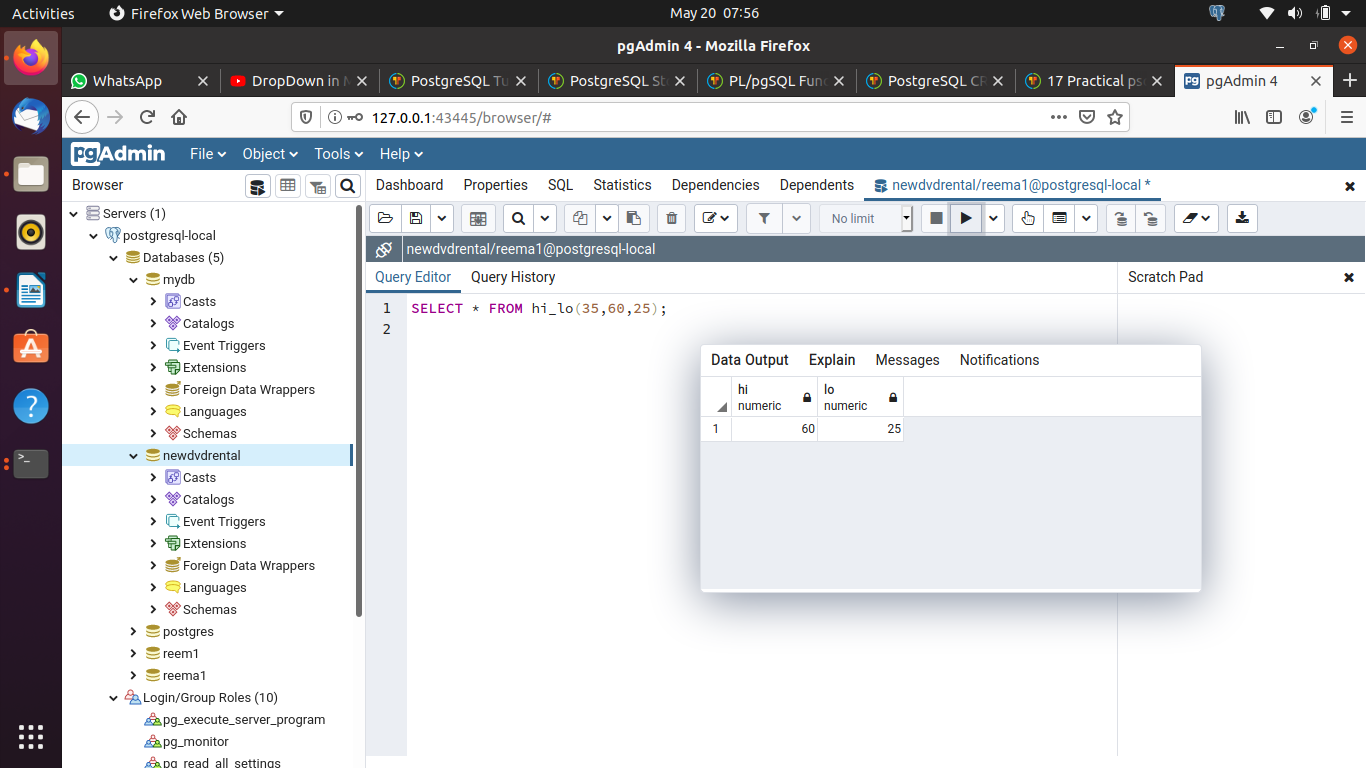 Activities Firefox Web Browser May 20 07:56
pgAdmin 4 - Mozilla Firefox
WhatsApp DropDown in PostgreSQL Tu PostgreSQL St PL/pgSQL Fun PostgreSQL CR 17 Practical ps pgAdmin 4
127.0.0.1:43445/browser/#
pgAdmin File Object Tools Help
Browser
Dashboard Properties SQL Statistics Dependencies Dependents newdvdrental/reema1@postgresql-local *
No limit
newdvdrental/reema1@postgresql-local
Query Editor Query History
Scratch Pad
1 SELECT * FROM hi_lo(35,60,25);
2
Data Output Explain Messages Notifications
hi lo
numeric numeric
1 60 25
Servers (1)
postgresql-local
Databases (5)
mydb
Casts
Catalogs
Event Triggers
Extensions
Foreign Data Wrappers
Languages
Schemas
newdvdrental
Casts
Catalogs
Event Triggers
Extensions
Foreign Data Wrappers
Languages
Schemas
postgres
reem1
reema1
Login/Group Roles (10)
pg_execute_server_program
pg_monitor
pg_read_all_settings